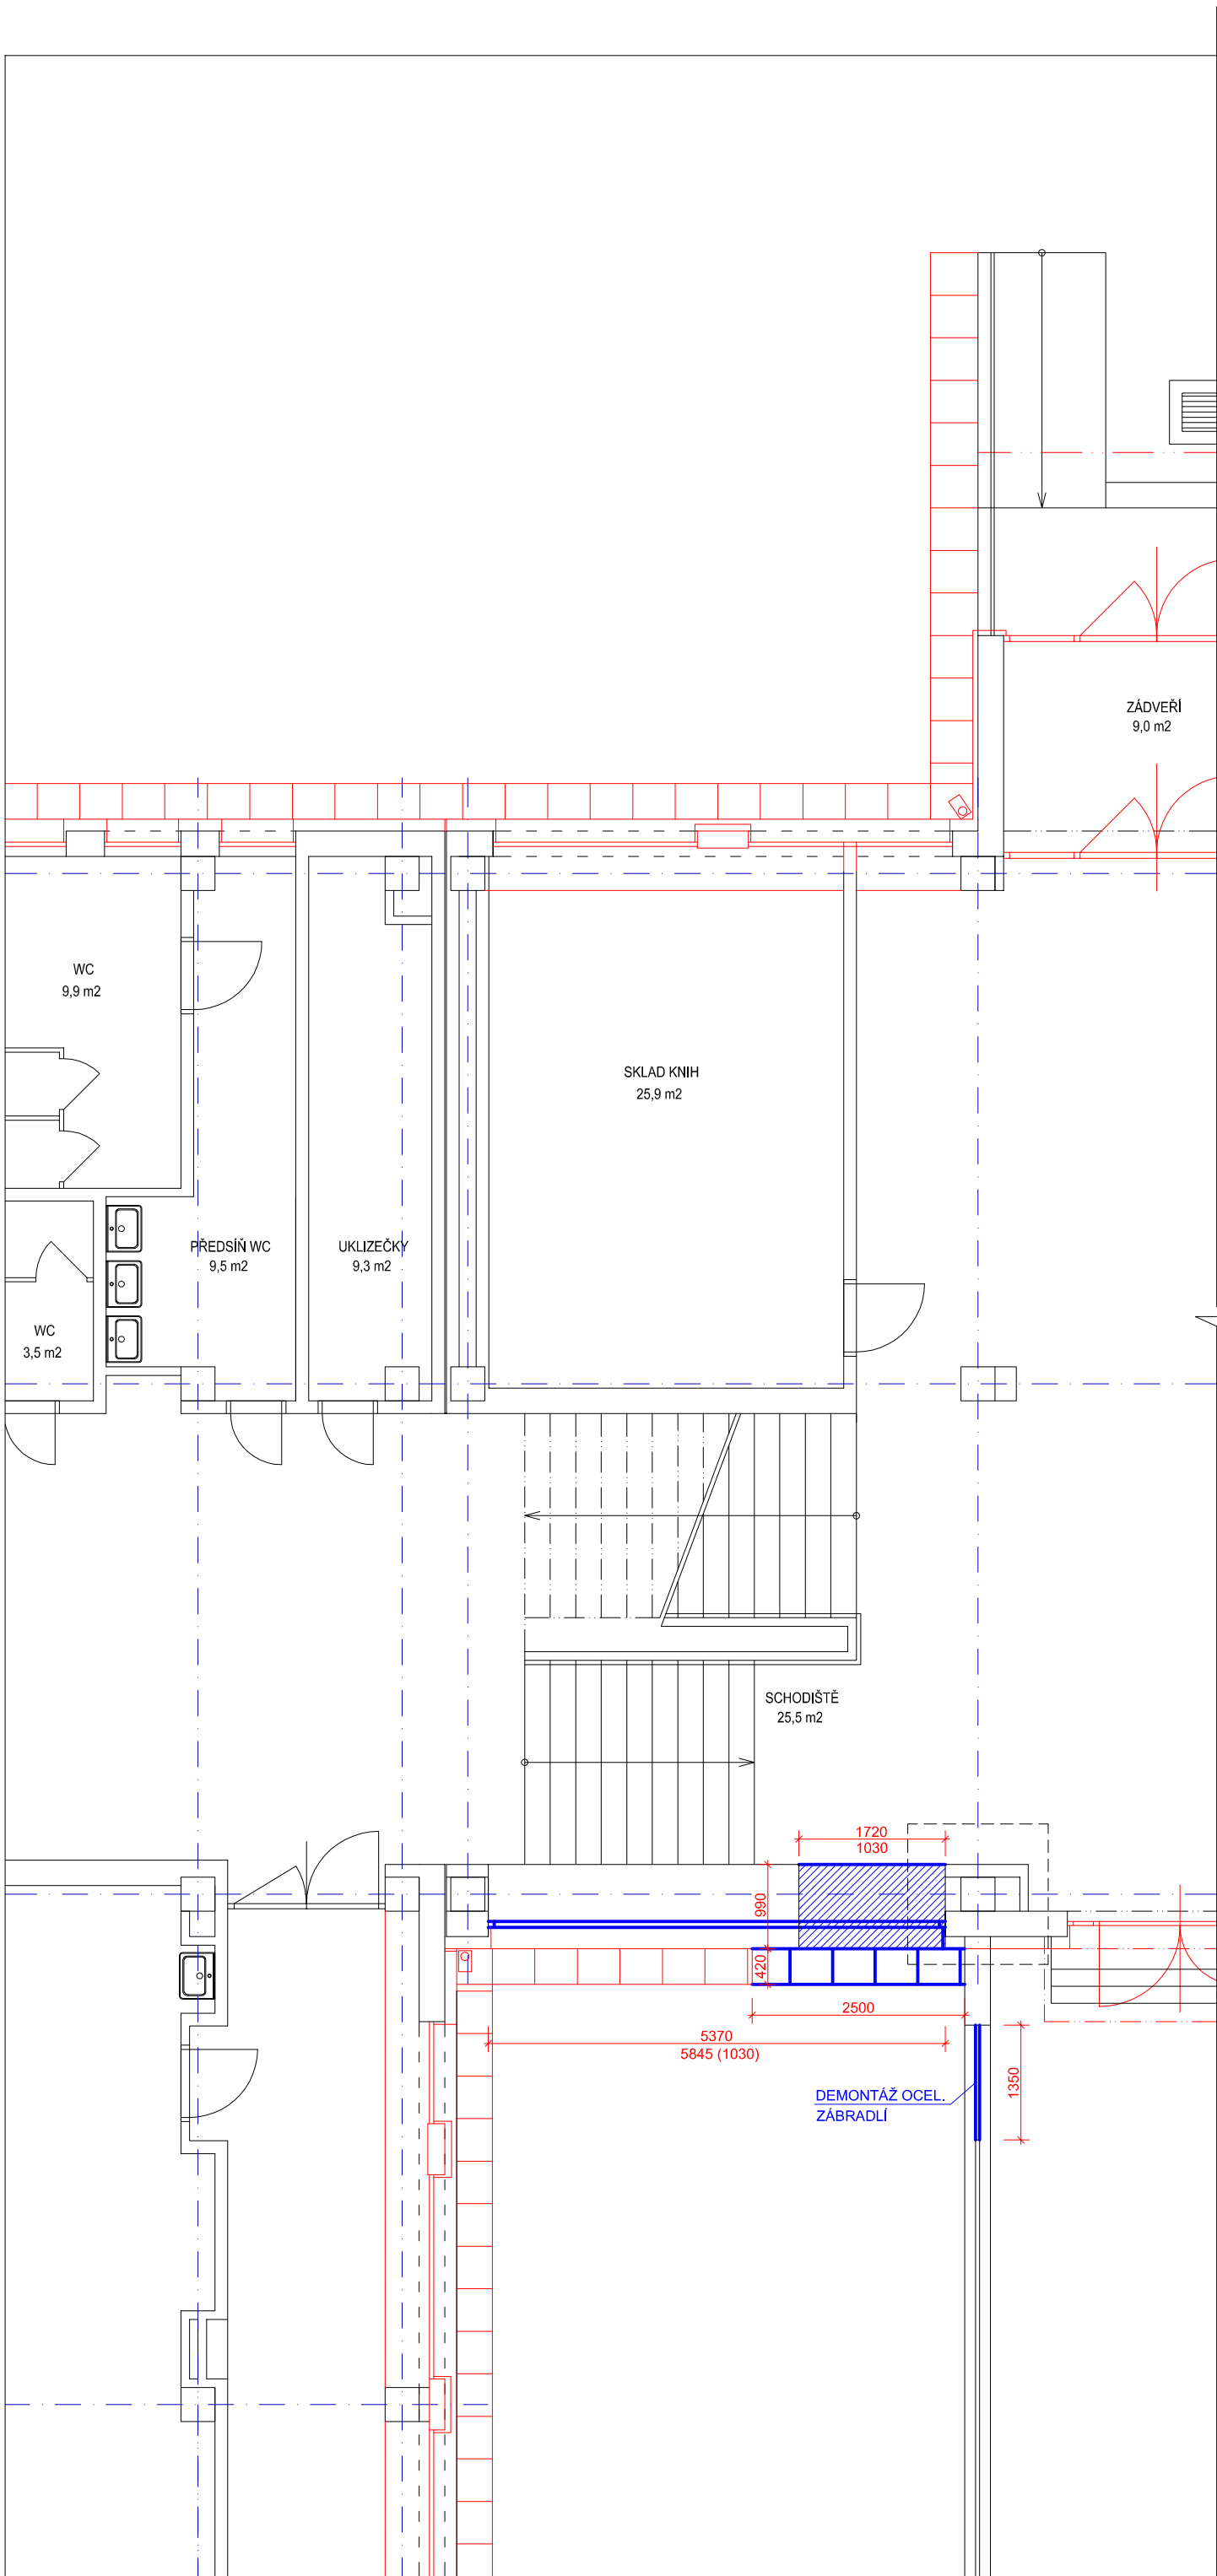 ZÁDVEŘÍ
9,0 m2
WC
9,9 m2
SKLAD KNIH
25,9 m2
PŘEDSÍŇ WC
9,5 m2
UKLIZEČKY
9,3 m2
WC
3,5 m2
SCHODIŠTĚ
25,5 m2
1720
1030
990
420
2500
5370
5845 (1030)
1350
DEMONTÁŽ OCEL.
ZÁBRADLÍ